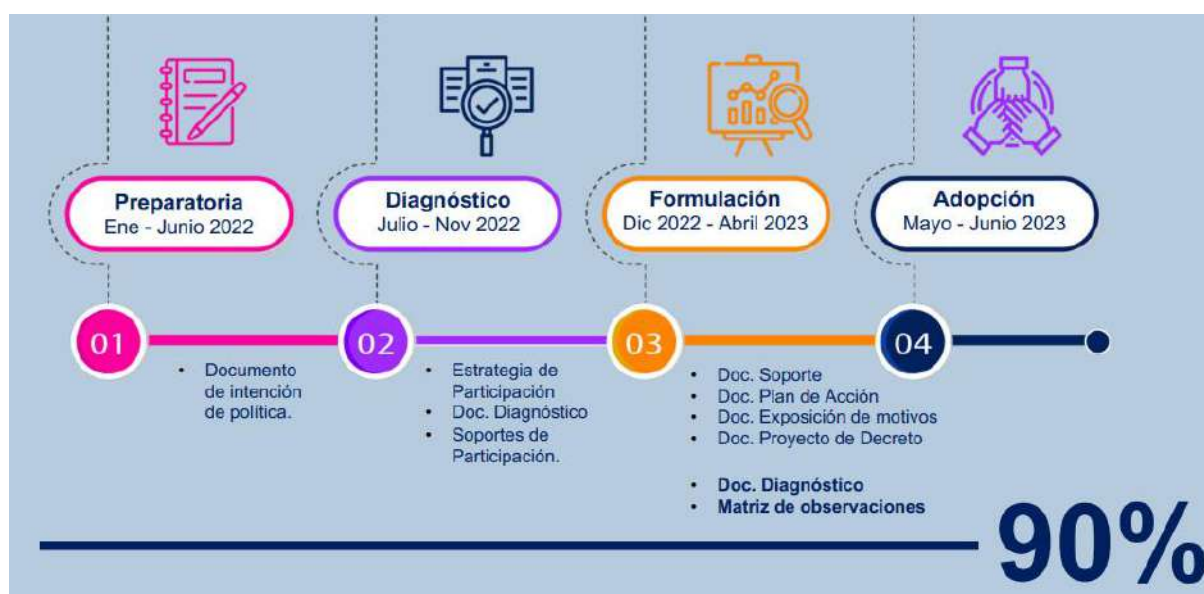 Preparatoria
Ene - Junio 2022
Diagnóstico
Julio - Nov 2022
Formulación
Dic 2022 - Abril 2023
Adopción
Mayo - Junio 2023
01
02
03
04
• Documento
de intención
de política.
• Estrategia de
Participación
• Doc. Diagnóstico
• Soportes de
Participación.
• Doc. Soporte
• Doc. Plan de Acción
• Doc. Exposición de motivos
• Doc. Proyecto de Decreto
• Doc. Diagnóstico
• Matriz de observaciones
90%